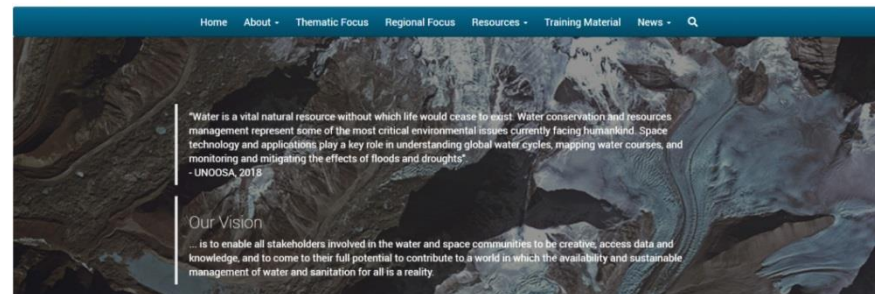 Home About Thematic Focus Regional Focus Resources Training Material News
"Water is a vital natural resource without which life would cease to exist. Water conservation and resources
management represent some of the most critical environmental issues currently facing humankind. Space
technology and applications play a key role in understanding global water cycles, mapping water courses, and
monitoring and mitigating the effects of floods and droughts"
- UNOOSA, 2018
Our Vision
... is to enable all stakeholders involved in the water and space communities to be creative, access data and
knowledge, and to come to their full potential to contribute to a world in which the availability and sustainable
management of water and sanitation for all is a reality.